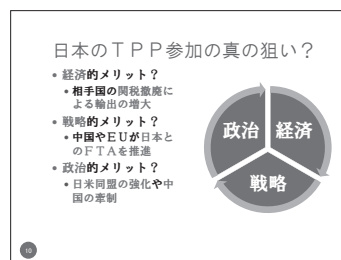 日本のＴＰＰ参加の真の狙い？
• 経済的メリット？
• 相手国の関税撤廃に
よる輸出の増大
• 戦略的メリット？
• 中国やＥＵが日本と
のＦＴＡを推進
• 政治的メリット？
• 日米同盟の強化や中
国の牽制
政治
経済
戦略
10